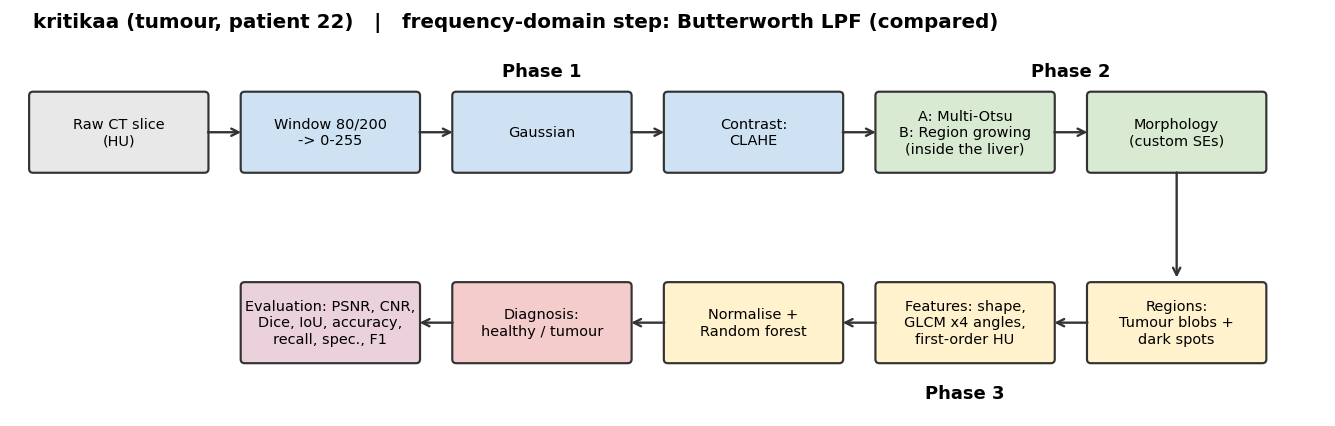 kritikaa (tumour, patient 22)   |   frequency-domain step: Butterworth LPF (compared)
Phase 1
Phase 2
Raw CT slice
(HU)
Window 80/200
-> 0-255
Gaussian
Contrast:
CLAHE
A: Multi-Otsu
B: Region growing
(inside the liver)
Morphology
(custom SEs)
Regions:
Tumour blobs +
dark spots
Features: shape,
GLCM x4 angles,
first-order HU
Normalise +
Random forest
Diagnosis:
healthy / tumour
Evaluation: PSNR, CNR,
Dice, IoU, accuracy,
recall, spec., F1
Phase 3